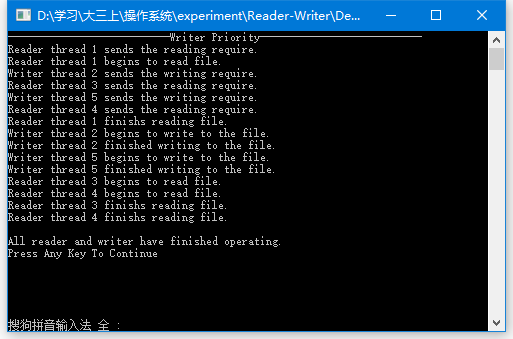 D:\学习\大三上\操作系统\experiment\Reader-Writer\De...
Writer Priority
Reader thread 1 sends the reading require.
Reader thread 1 begins to read file.
Writer thread 2 sends the writing require.
Reader thread 3 sends the reading require.
Writer thread 5 sends the writing require.
Reader thread 4 sends the reading require.
Reader thread 1 finishs reading file.
Writer thread 2 begins to write to the file.
Writer thread 2 finished writing to the file.
Writer thread 5 begins to write to the file.
Writer thread 5 finished writing to the file.
Reader thread 3 begins to read file.
Reader thread 4 begins to read file.
Reader thread 3 finishs reading file.
Reader thread 4 finishs reading file.
All reader and writer have finished operating.
Press Any Key To Continue
搜狗拼音输入法 全 :